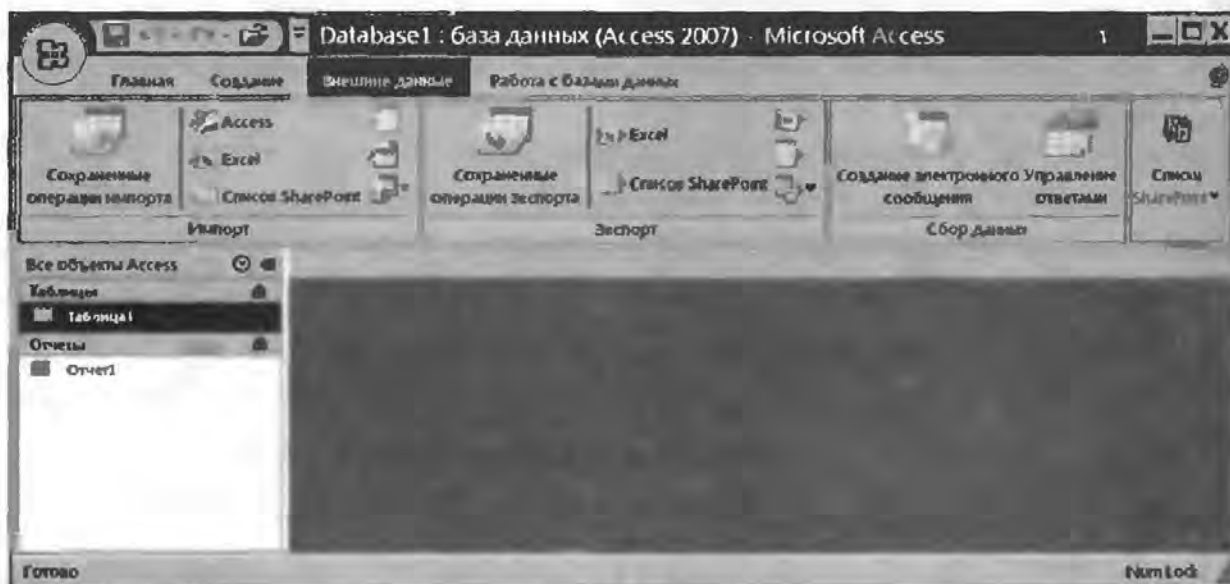 Database1 : база данных (Access 2007) - Microsoft Access
Главная Создание Внешние данные Работа с базами данных
Сохраненные операции импорта
Access
Excel
Список SharePoint
Импорт
Сохраненные операции экспорта
Excel
Список SharePoint
Экспорт
Создание электронного сообщения
Управление ответами
Сбор данных
Списки SharePoint
Все объекты Access
Таблицы
Таблица1
Отчеты
Отчет1
Готово
Num Lock